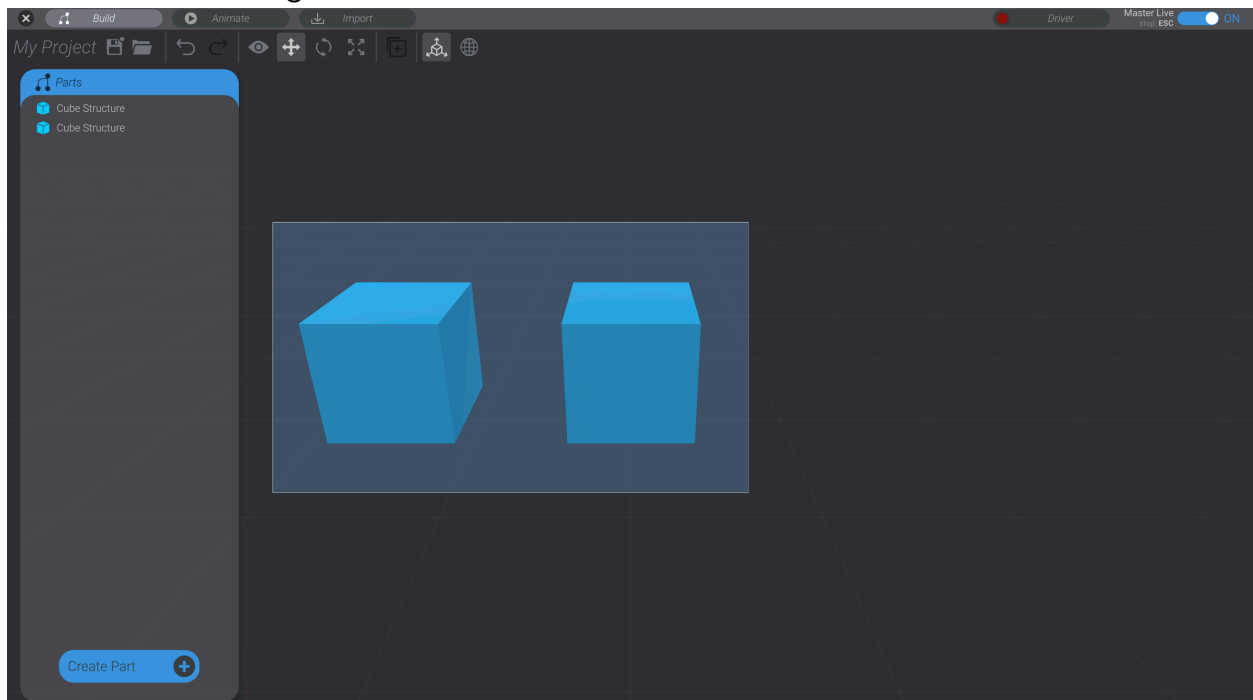 Build
Animate
Import
Driver
Master Live
stop: ESC
ON
My Project
Parts
Cube Structure
Cube Structure
Create Part